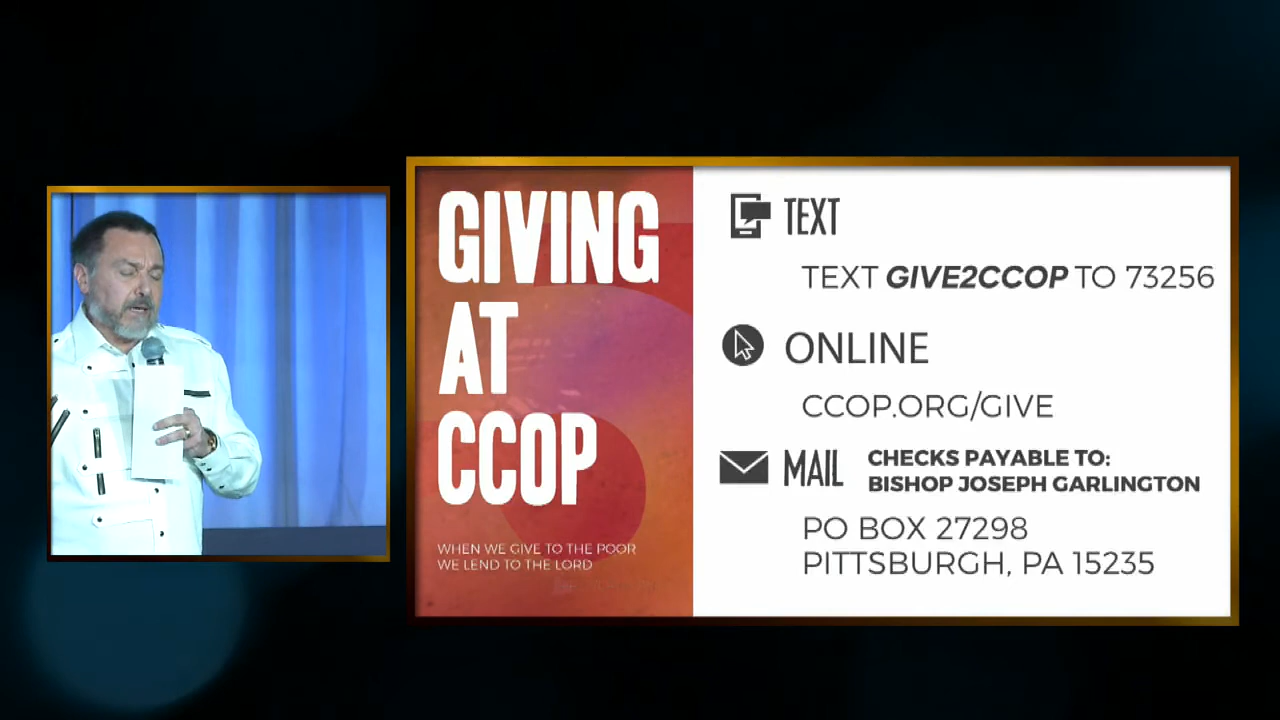 GIVING
AT
CCOP
WHEN WE GIVE TO THE POOR
WE LEND TO THE LORD
TEXT
TEXT GIVE2CCOP TO 73256
ONLINE
CCOP.ORG/GIVE
MAIL
CHECKS PAYABLE TO:
BISHOP JOSEPH GARLINGTON
PO BOX 27298
PITTSBURGH, PA 15235